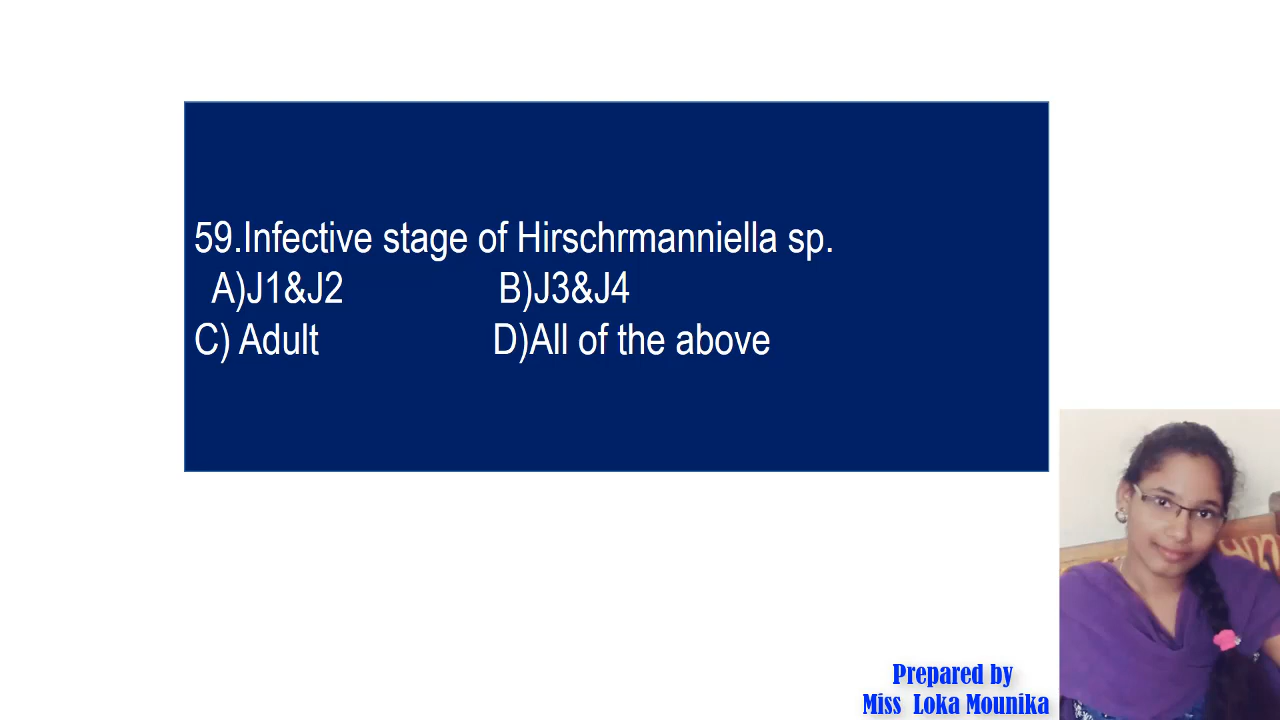 59.Infective stage of Hirschrmanniella sp.
A)J1&J2 B)J3&J4
C) Adult D)All of the above
Prepared by
Miss Loka Mounika